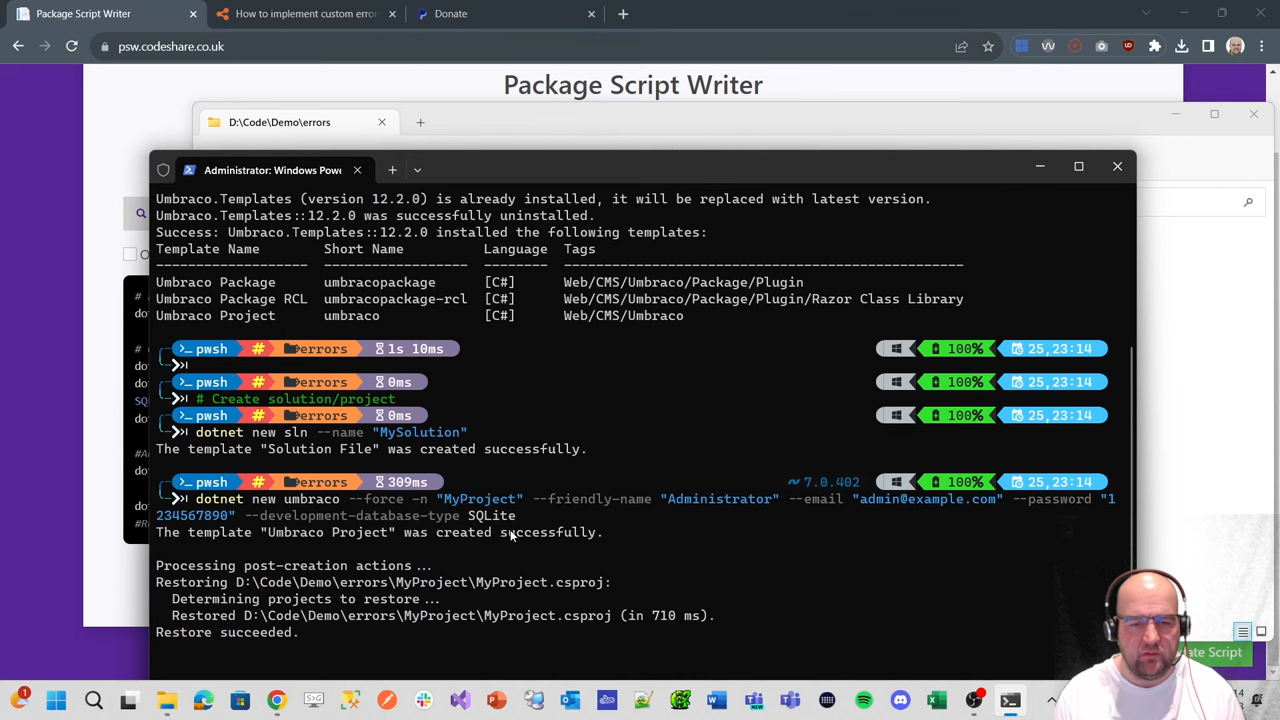 Package Script Writer
How to implement custom error
Donate
psw.codeshare.co.uk
Package Script Writer
D:\Code\Demo\errors
Administrator: Windows Powe
Umbraco.Templates (version 12.2.0) is already installed, it will be replaced with latest version.
Umbraco.Templates::12.2.0 was successfully uninstalled.
Success: Umbraco.Templates::12.2.0 installed the following templates:
Template Name Short Name Language Tags
Umbraco Package umbracopackage [C#] Web/CMS/Umbraco/Package/Plugin
Umbraco Package RCL umbracopackage-rcl [C#] Web/CMS/Umbraco/Package/Plugin/Razor Class Library
Umbraco Project umbraco [C#] Web/CMS/Umbraco
pwsh # errors 1s 10ms 100% 25,23:14
pwsh # errors 0ms 100% 25,23:14
# Create solution/project
pwsh # errors 0ms 100% 25,23:14
dotnet new sln --name "MySolution"
The template "Solution File" was created successfully.
pwsh # errors 309ms 7.0.402 100% 25,23:14
dotnet new umbraco --force -n "MyProject" --friendly-name "Administrator" --email "admin@example.com" --password "1
234567890" --development-database-type SQLite
The template "Umbraco Project" was created successfully.
Processing post-creation actions...
Restoring D:\Code\Demo\errors\MyProject\MyProject.csproj:
Determining projects to restore...
Restored D:\Code\Demo\errors\MyProject\MyProject.csproj (in 710 ms).
Restore succeeded.
Script